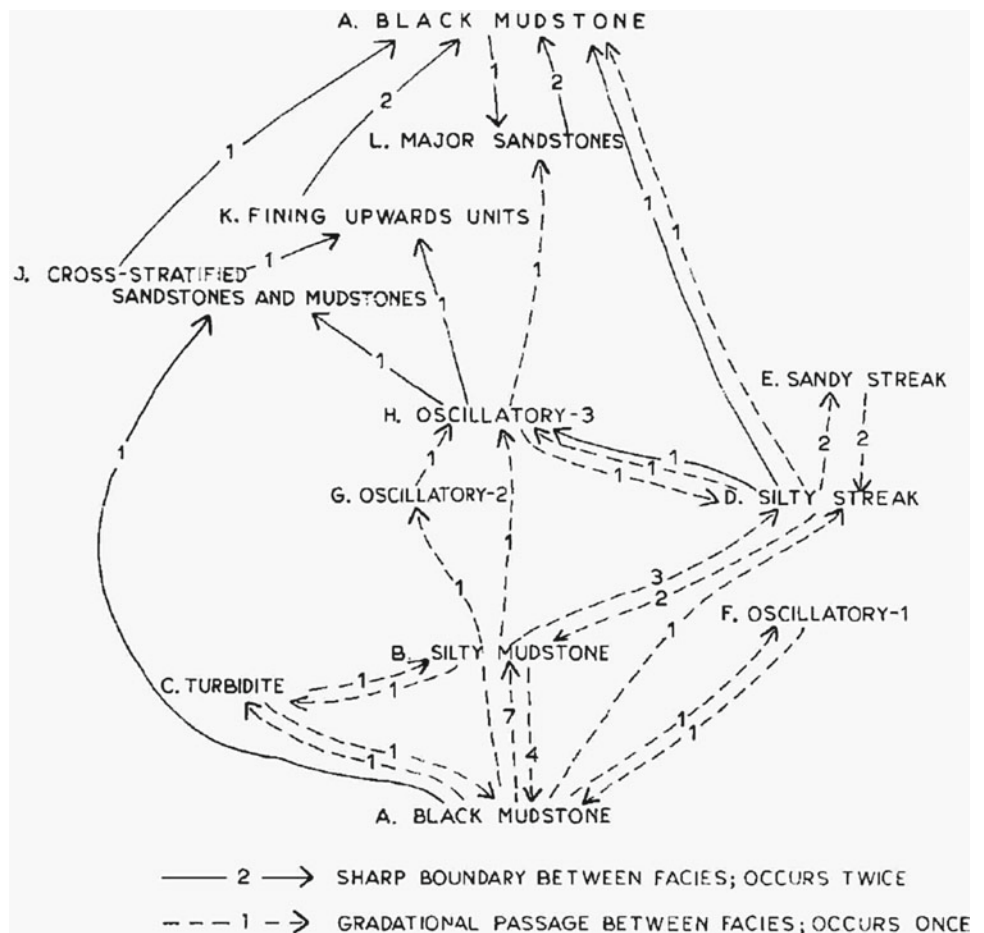 A. BLACK MUDSTONE
1
2
2
L. MAJOR SANDSTONES
1
K. FINING UPWARDS UNITS
1
1
1
J. CROSS-STRATIFIED
SANDSTONES AND MUDSTONES
1
1
1
E. SANDY STREAK
H. OSCILLATORY-3
2
2
1
1
1
1
1
G. OSCILLATORY-2
D. SILTY STREAK
1
1
3
2
F. OSCILLATORY-1
1
B. SILTY MUDSTONE
1
C. TURBIDITE
1
7
1
1
1
4
1
A. BLACK MUDSTONE
2 SHARP BOUNDARY BETWEEN FACIES; OCCURS TWICE
1 GRADATIONAL PASSAGE BETWEEN FACIES; OCCURS ONCE